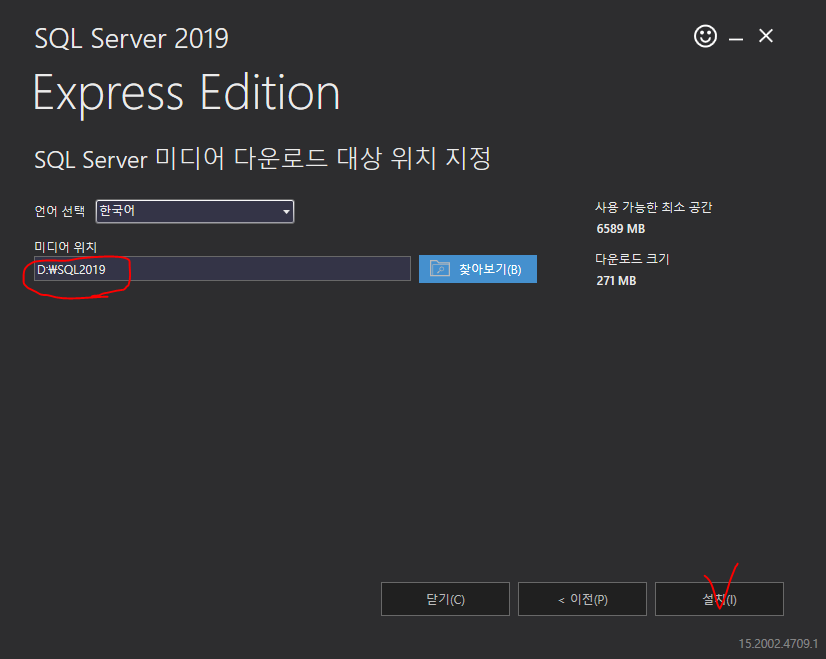 SQL Server 2019
Express Edition
SQL Server 미디어 다운로드 대상 위치 지정
언어 선택 한국어
미디어 위치
D:₩SQL2019
찾아보기(B)
사용 가능한 최소 공간
6589 MB
다운로드 크기
271 MB
닫기(C)
< 이전(P)
설치(I)
15.2002.4709.1